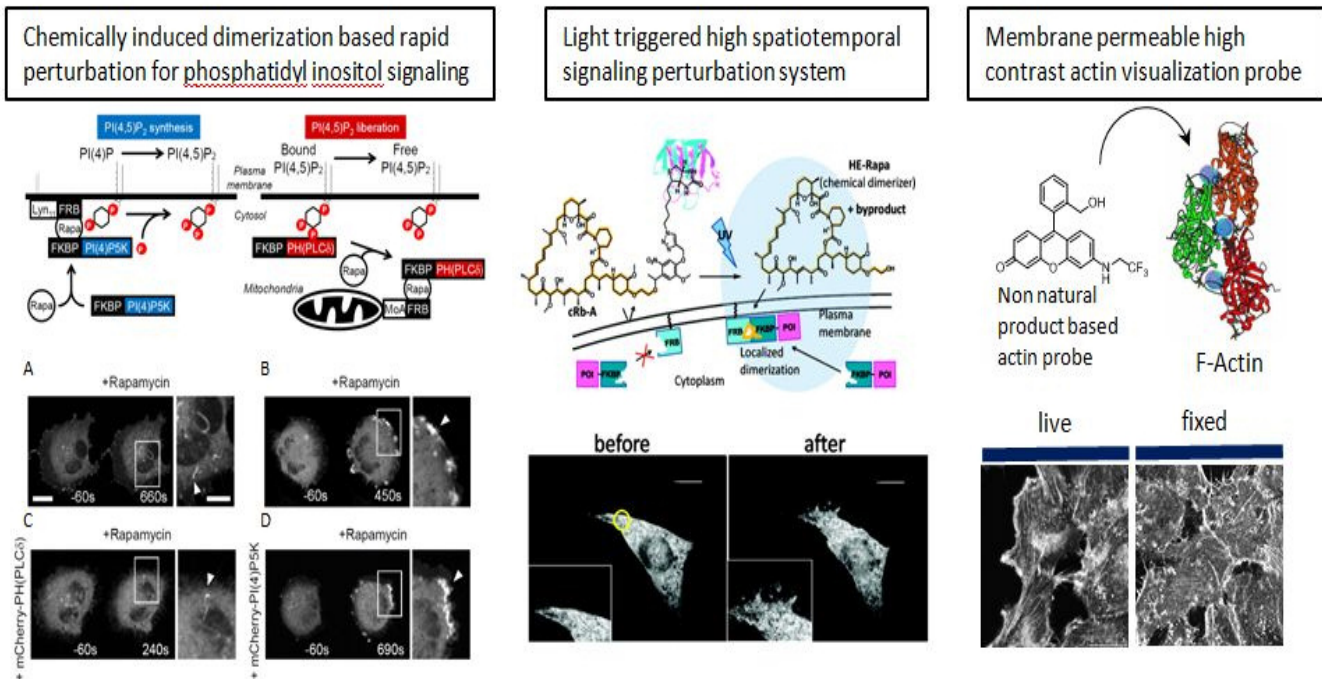 Chemically induced dimerization based rapid
perturbation for phosphatidyl inositol signaling
PI(4,5)P₂ synthesis
PI(4)P
PI(4,5)P₂
PI(4,5)P₂ liberation
Bound
PI(4,5)P₂
Free
PI(4,5)P₂
Plasma
membrane
Cytosol
Lyn₁₁
FRB
Rapa
FKBP
PI(4)P5K
P
P
P
P
P
P
Rapa
FKBP
PI(4)P5K
P
P
P
P
P
P
FKBP
PH(PLCδ)
Rapa
Mitochondria
FKBP
PH(PLCδ)
Rapa
MoA
FRB
A
+Rapamycin
-60s
660s
B
+Rapamycin
-60s
450s
C
+Rapamycin
+ mCherry-PH(PLCδ)
-60s
240s
D
+Rapamycin
+ mCherry-PI(4)P5K
-60s
690s
Light triggered high spatiotemporal
signaling perturbation system
HE-Rapa
(chemical dimerizer)
+ byproduct
UV
cRb-A
FRB
FRB
FKBP
POI
Plasma
membrane
Localized
dimerization
POI
FKBP
Cytoplasm
FKBP
POI
before
after
Membrane permeable high
contrast actin visualization probe
OH
O
O
N
H
CF₃
Non natural
product based
actin probe
F-Actin
live
fixed